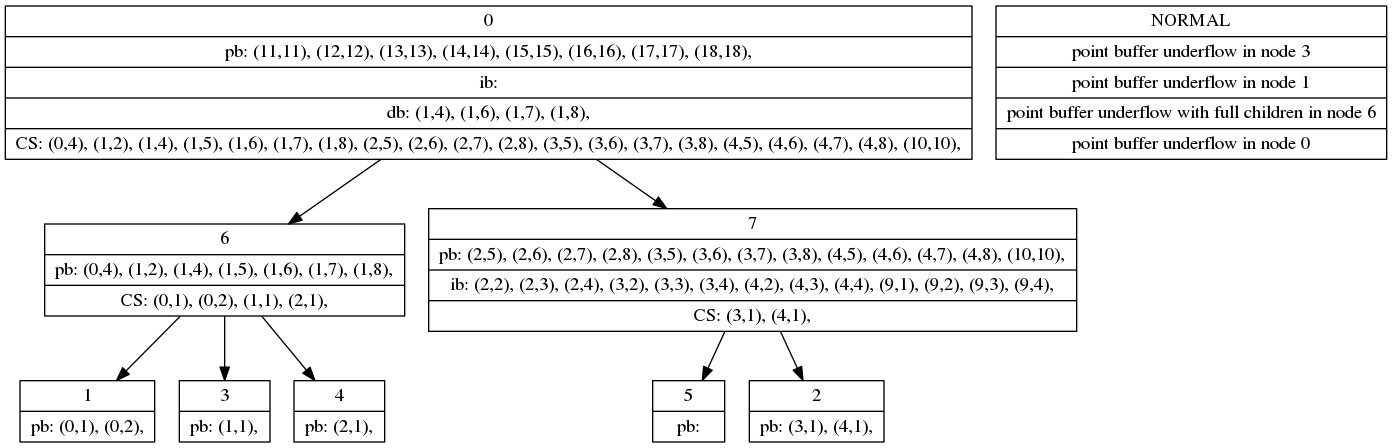 0
pb: (11,11), (12,12), (13,13), (14,14), (15,15), (16,16), (17,17), (18,18),
ib:
db: (1,4), (1,6), (1,7), (1,8),
CS: (0,4), (1,2), (1,4), (1,5), (1,6), (1,7), (1,8), (2,5), (2,6), (2,7), (2,8), (3,5), (3,6), (3,7), (3,8), (4,5), (4,6), (4,7), (4,8), (10,10),
NORMAL
point buffer underflow in node 3
point buffer underflow in node 1
point buffer underflow with full children in node 6
point buffer underflow in node 0
6
pb: (0,4), (1,2), (1,4), (1,5), (1,6), (1,7), (1,8),
CS: (0,1), (0,2), (1,1), (2,1),
7
pb: (2,5), (2,6), (2,7), (2,8), (3,5), (3,6), (3,7), (3,8), (4,5), (4,6), (4,7), (4,8), (10,10),
ib: (2,2), (2,3), (2,4), (3,2), (3,3), (3,4), (4,2), (4,3), (4,4), (9,1), (9,2), (9,3), (9,4),
CS: (3,1), (4,1),
1
pb: (0,1), (0,2),
3
pb: (1,1),
4
pb: (2,1),
5
pb:
2
pb: (3,1), (4,1),